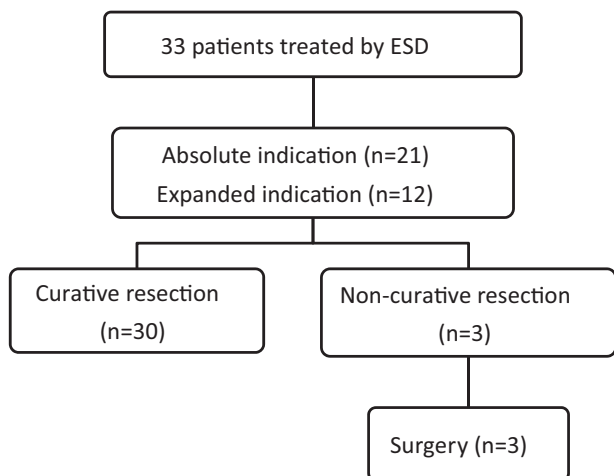 33 patients treated by ESD
Absolute indication (n=21)
Expanded indication (n=12)
Curative resection
(n=30)
Non-curative resection
(n=3)
Surgery (n=3)